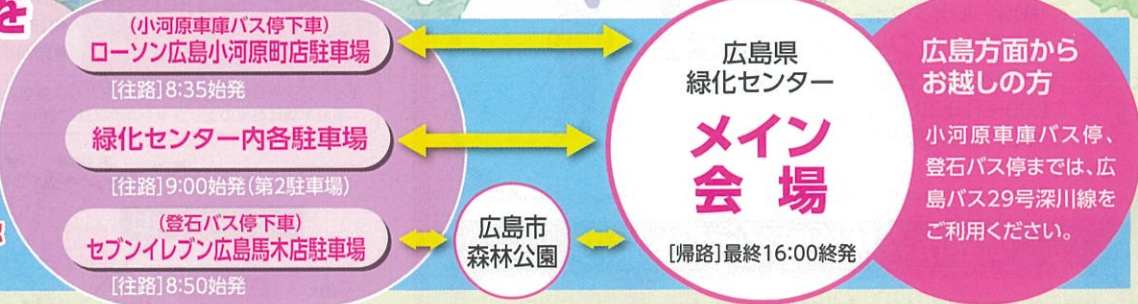 を
(小河原車庫バス停下車)
ローソン広島小河原町店駐車場
[往路]8:35始発
緑化センター内各駐車場
[往路]9:00始発(第2駐車場)
(登石バス停下車)
セブンイレブン広島馬木店駐車場
[往路]8:50始発
広島市
森林公園
広島県
緑化センター
メイン
会場
[帰路]最終16:00終発
広島方面から
お越しの方
小河原車庫バス停、
登石バス停までは、広
島バス29号深川線を
ご利用ください。